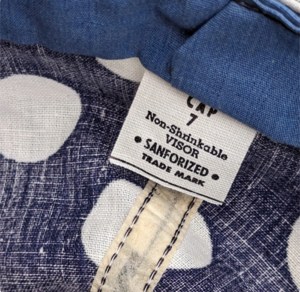 CAP
7
Non-Shrinkable
VISOR
• SANFORIZED •
TRADE MARK